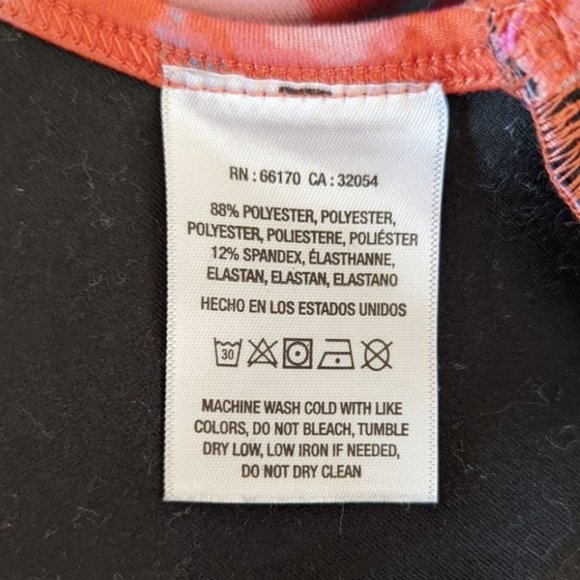 RN : 66170 CA : 32054
88% POLYESTER, POLYESTER,
POLYESTER, POLIESTERE, POLIÉSTER
12% SPANDEX, ÉLASTHANNE,
ELASTAN, ELASTAN, ELASTANO
HECHO EN LOS ESTADOS UNIDOS
30
MACHINE WASH COLD WITH LIKE
COLORS, DO NOT BLEACH, TUMBLE
DRY LOW, LOW IRON IF NEEDED,
DO NOT DRY CLEAN